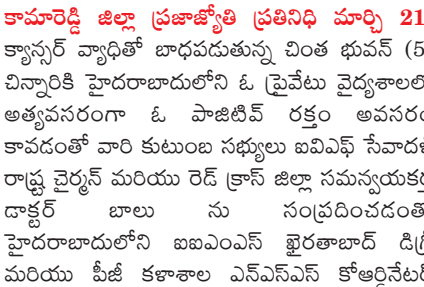 కామారెడ్డి జిల్లా ప్రజాజ్యోతి ప్రతినిధి మార్చి 21
క్యాన్సర్ వ్యాధితో బాధపడుతున్న చింత భువన్ (5
చిన్నారికి హైదరాబాదులోని ఓ ప్రైవేటు వైద్యశాలలో
అత్యవసరంగా ఓ పాజిటివ్ రక్తం అవసరం
కావడంతో వారి కుటుంబ సభ్యులు ఐవిఎఫ్ సేవాదళ్
రాష్ట్ర చైర్మన్ మరియు రెడ్ క్రాస్ జిల్లా సమన్వయకర్త
డాక్టర్ బాలు ను సంప్రదించడంతో
హైదరాబాదులోని ఐఐఎంఎస్ ఖైరతాబాద్ డిగ్రీ
మరియు పీజీ కళాశాల ఎన్ఎస్ఎస్ కోఆర్డినేటర్